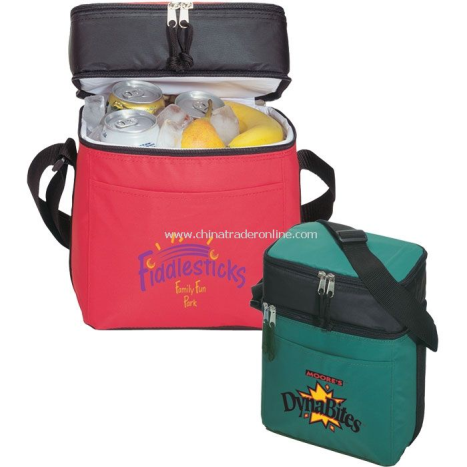 www.chinatraderonline.com
Fiddlesticks
Family Fun
Park
MOORE'S
DynaBites